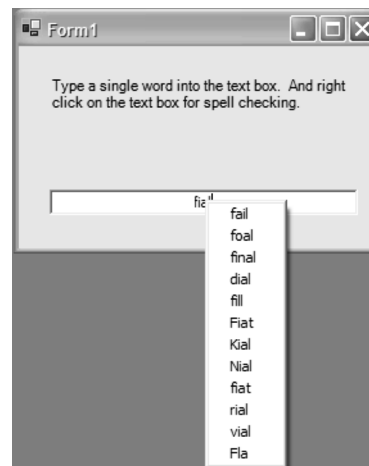 Form1
Type a single word into the text box. And right
click on the text box for spell checking.
fail
foal
final
dial
fill
Fiat
Kial
Nial
fiat
rial
vial
Fla